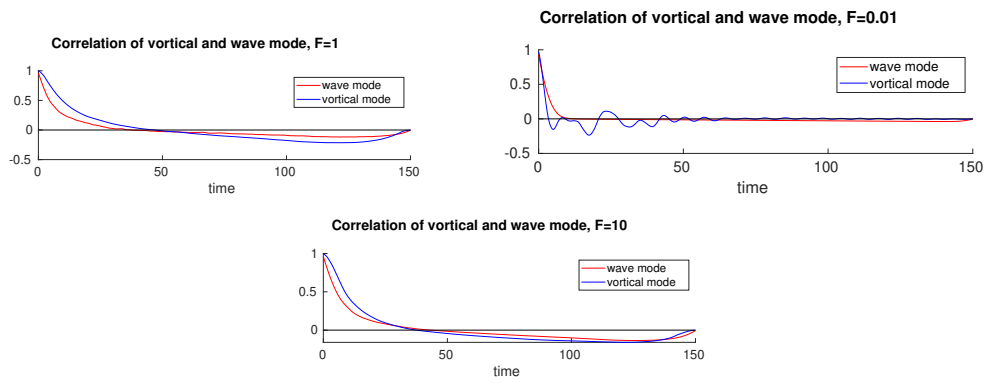 Correlation of vortical and wave mode, F=1
1
0.5
0
-0.5
0
50
100
150
time
wave mode
vortical mode
Correlation of vortical and wave mode, F=0.01
1
0.5
0
-0.5
0
50
100
150
time
wave mode
vortical mode
Correlation of vortical and wave mode, F=10
1
0.5
0
0
50
100
150
time
wave mode
vortical mode